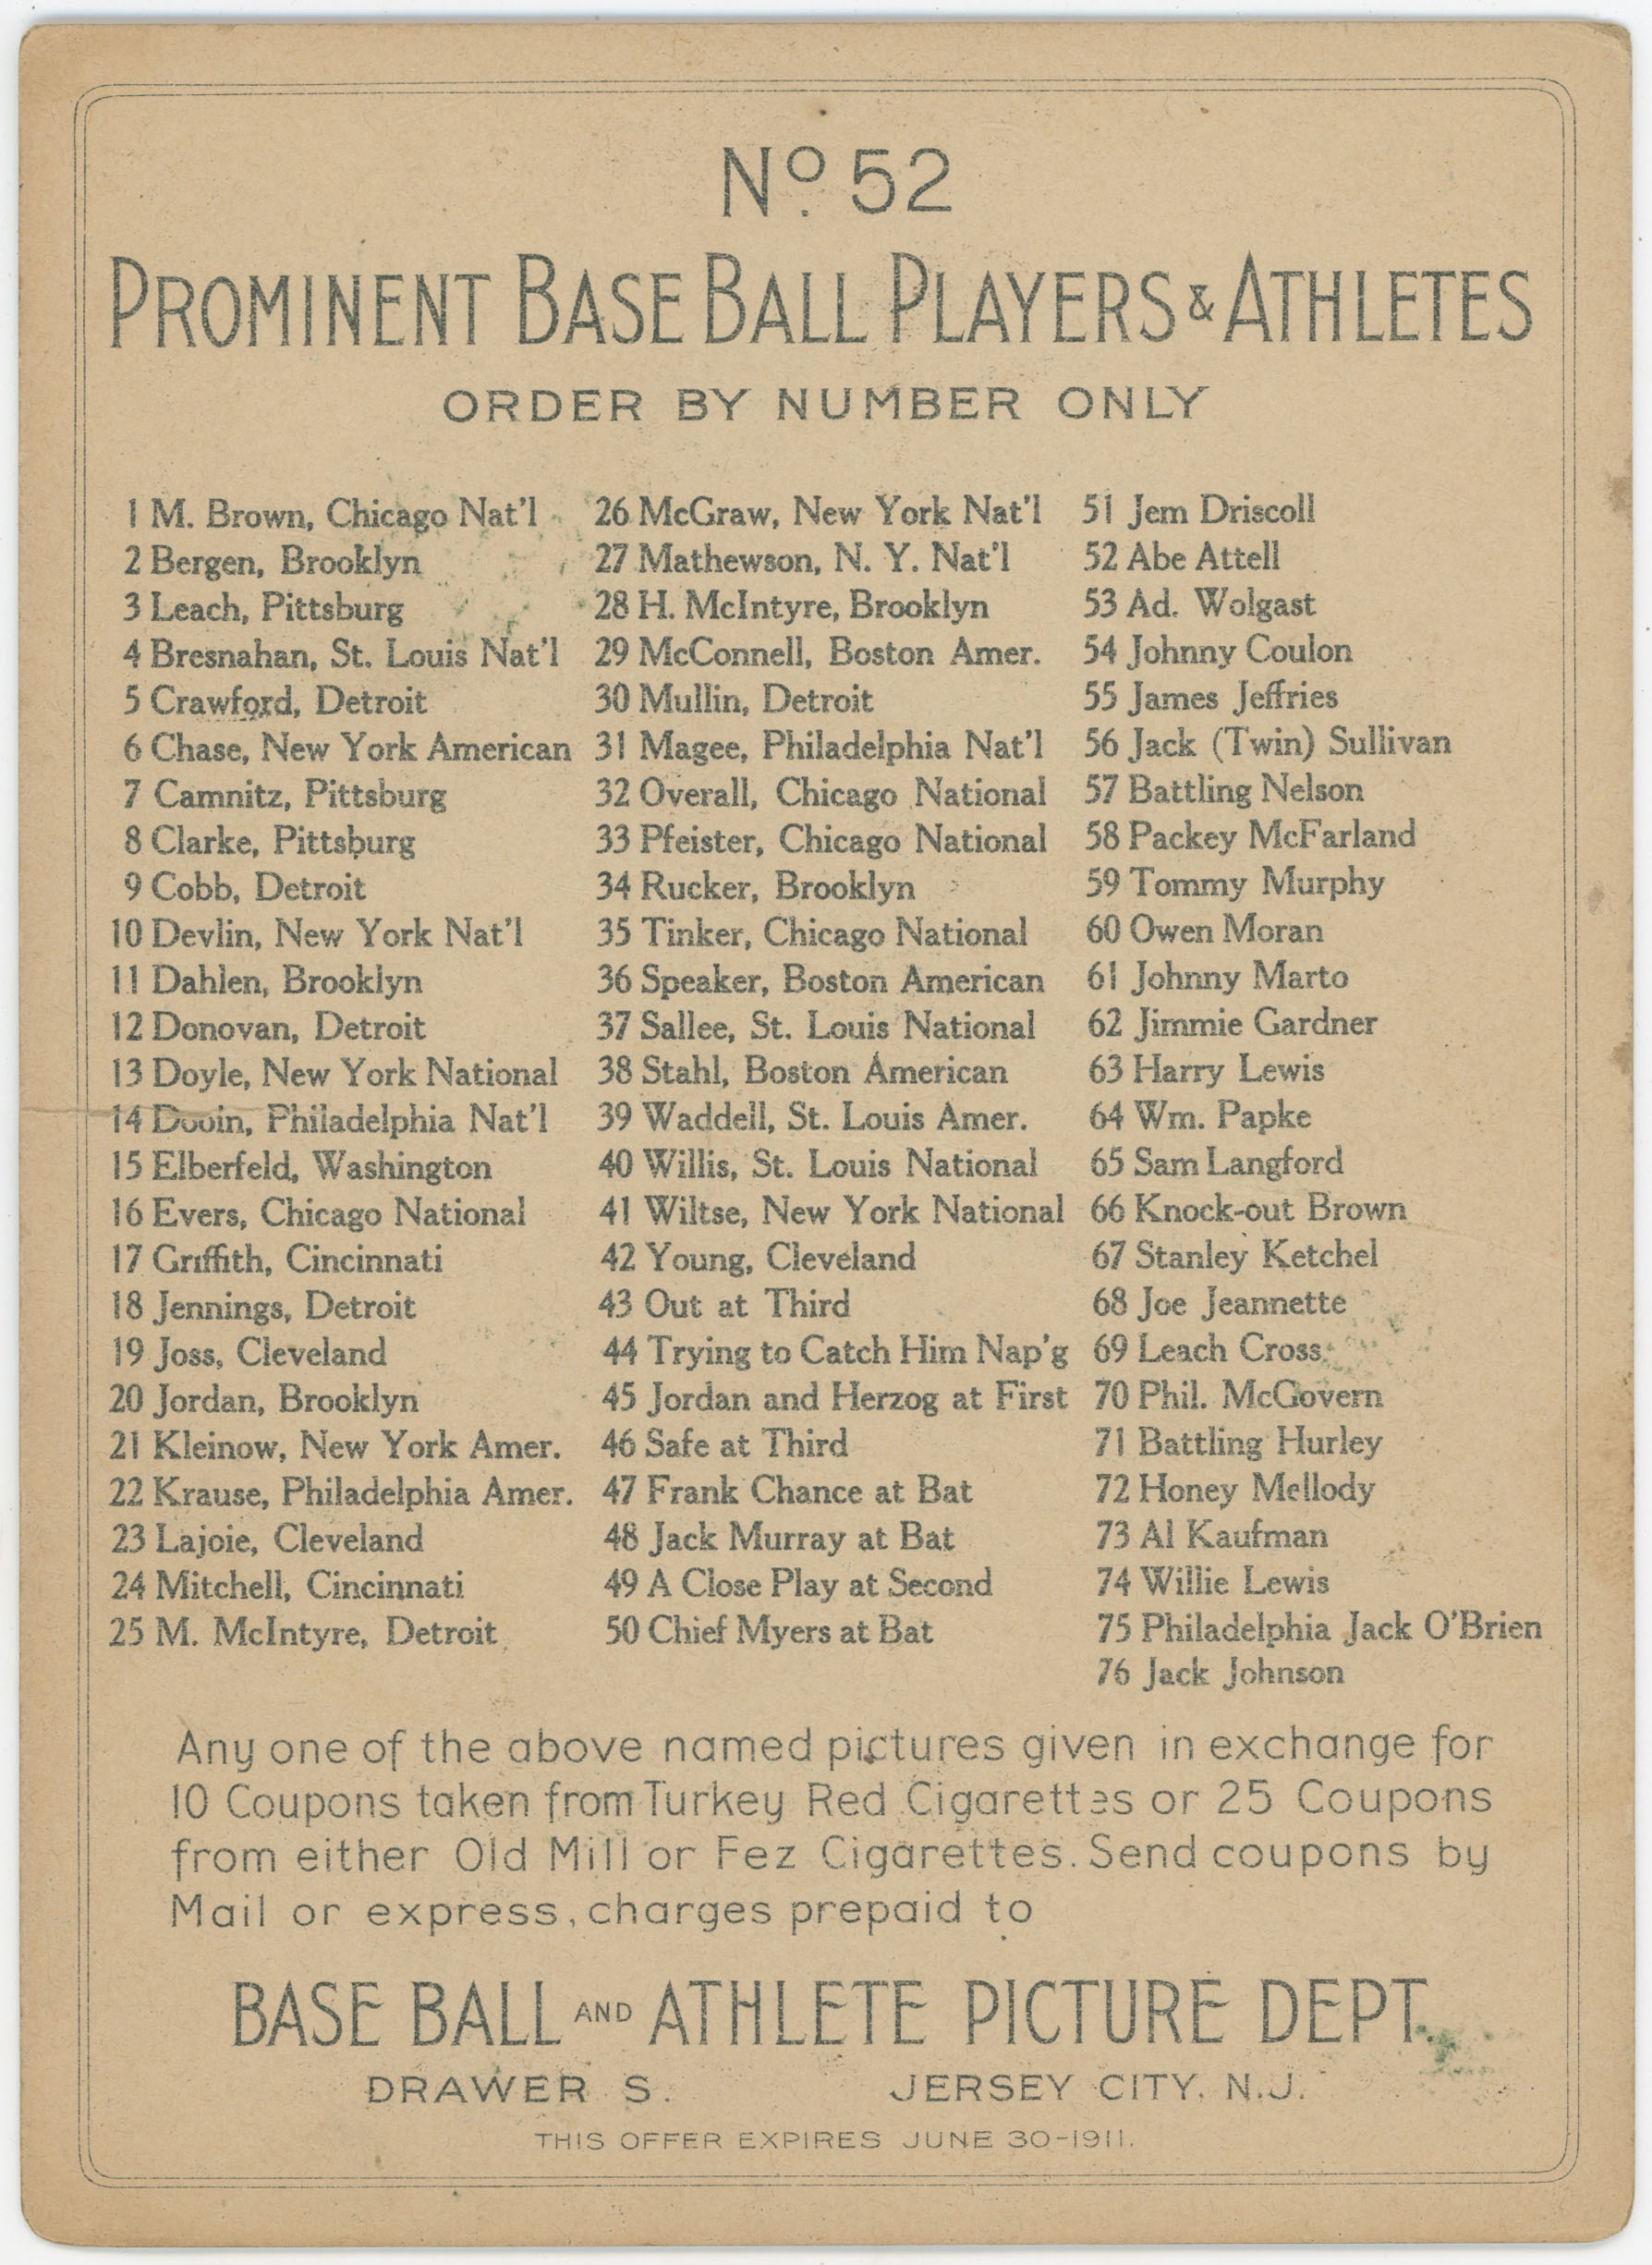 No. 52
PROMINENT BASE BALL PLAYERS & ATHLETES
ORDER BY NUMBER ONLY
1 M. Brown, Chicago Nat'l
2 Bergen, Brooklyn
3 Leach, Pittsburg
4 Bresnahan, St. Louis Nat'l
5 Crawford, Detroit
6 Chase, New York American
7 Camnitz, Pittsburg
8 Clarke, Pittsburg
9 Cobb, Detroit
10 Devlin, New York Nat'l
11 Dahlen, Brooklyn
12 Donovan, Detroit
13 Doyle, New York National
14 Dooin, Philadelphia Nat'l
15 Elberfeld, Washington
16 Evers, Chicago National
17 Griffith, Cincinnati
18 Jennings, Detroit
19 Joss, Cleveland
20 Jordan, Brooklyn
21 Kleinow, New York Amer.
22 Krause, Philadelphia Amer.
23 Lajoie, Cleveland
24 Mitchell, Cincinnati
25 M. McIntyre, Detroit
26 McGraw, New York Nat'l
27 Mathewson, N. Y. Nat'l
28 H. McIntyre, Brooklyn
29 McConnell, Boston Amer.
30 Mullin, Detroit
31 Magee, Philadelphia Nat'l
32 Overall, Chicago National
33 Pfeister, Chicago National
34 Rucker, Brooklyn
35 Tinker, Chicago National
36 Speaker, Boston American
37 Sallee, St. Louis National
38 Stahl, Boston American
39 Waddell, St. Louis Amer.
40 Willis, St. Louis National
41 Wiltse, New York National
42 Young, Cleveland
43 Out at Third
44 Trying to Catch Him Nap'g
45 Jordan and Herzog at First
46 Safe at Third
47 Frank Chance at Bat
48 Jack Murray at Bat
49 A Close Play at Second
50 Chief Myers at Bat
51 Jem Driscoll
52 Abe Attell
53 Ad. Wolgast
54 Johnny Coulon
55 James Jeffries
56 Jack (Twin) Sullivan
57 Battling Nelson
58 Packey McFarland
59 Tommy Murphy
60 Owen Moran
61 Johnny Marto
62 Jimmie Gardner
63 Harry Lewis
64 Wm. Papke
65 Sam Langford
66 Knock-out Brown
67 Stanley Ketchel
68 Joe Jeannette
69 Leach Cross
70 Phil. McGovern
71 Battling Hurley
72 Honey Mellody
73 Al Kaufman
74 Willie Lewis
75 Philadelphia Jack O'Brien
76 Jack Johnson
Any one of the above named pictures given in exchange for
10 Coupons taken from Turkey Red Cigarettes or 25 Coupons
from either Old Mill or Fez Cigarettes. Send coupons by
Mail or express, charges prepaid to
BASE BALL AND ATHLETE PICTURE DEPT.
DRAWER S. JERSEY CITY. N.J.
THIS OFFER EXPIRES JUNE 30-1911.